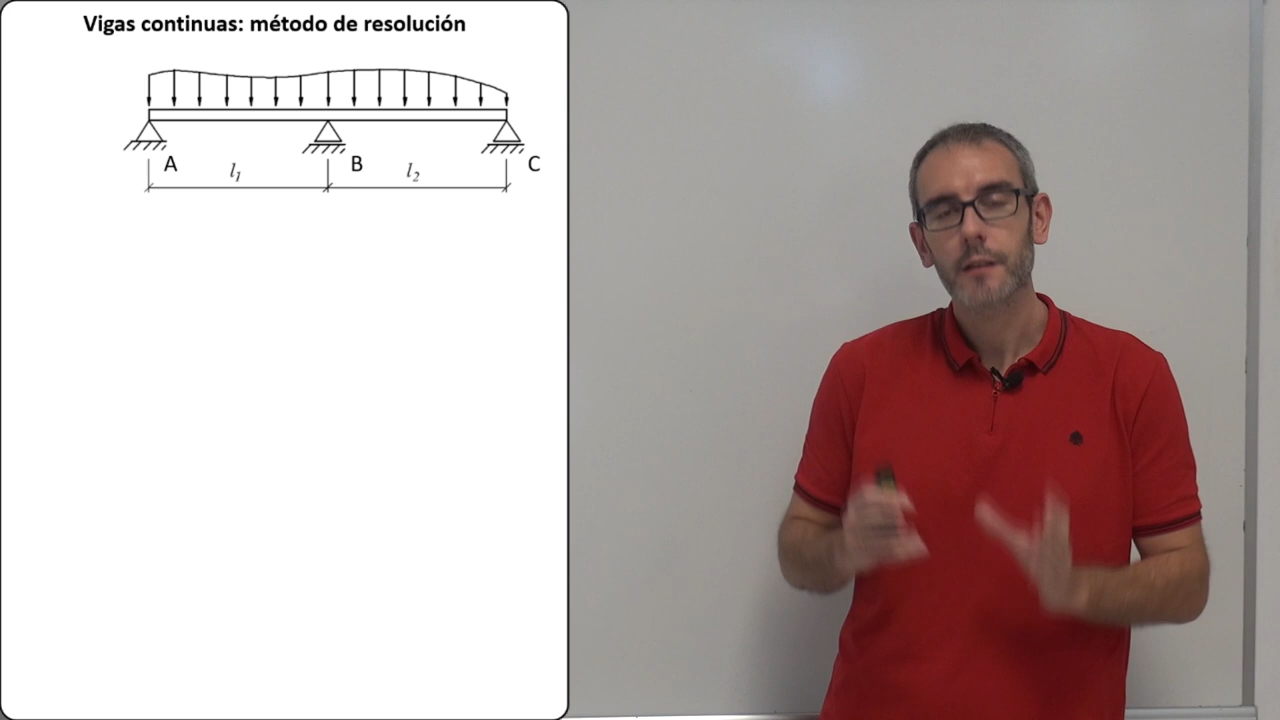 Vigas continuas: método de resolución
A
B
C
l₁
l₂